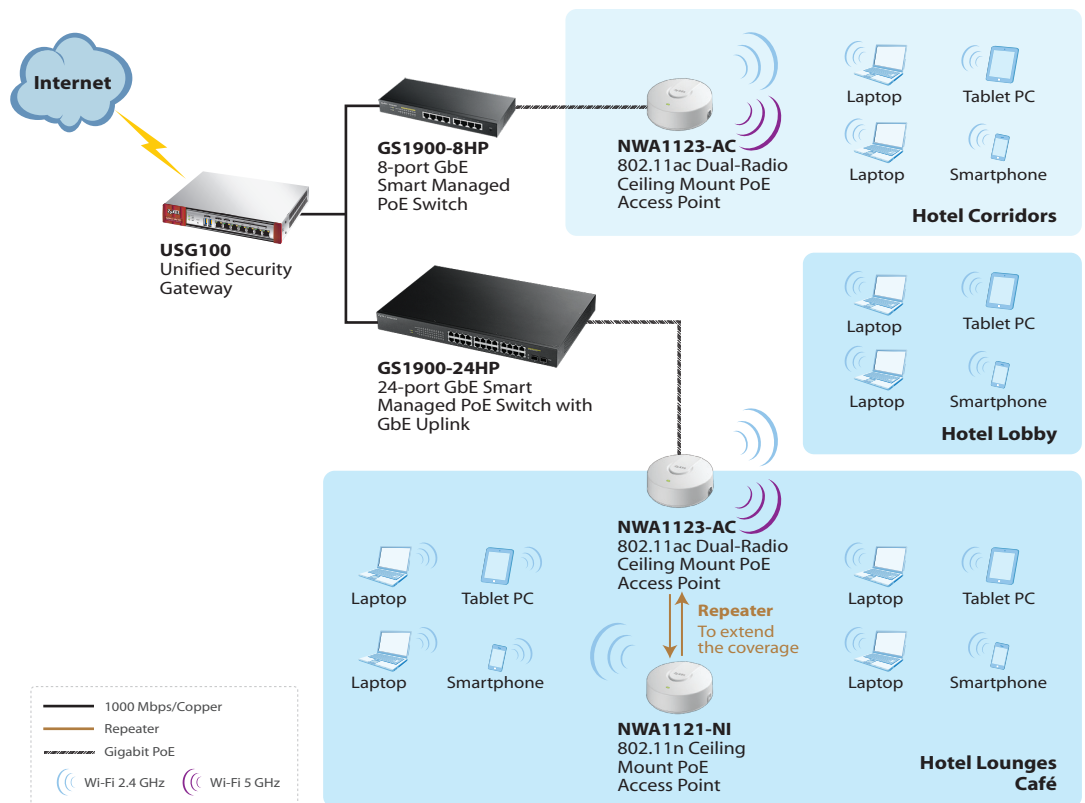 Internet
USG100
Unified Security
Gateway
GS1900-8HP
8-port GbE
Smart Managed
PoE Switch
NWA1123-AC
802.11ac Dual-Radio
Ceiling Mount PoE
Access Point
Laptop
Tablet PC
Laptop
Smartphone
Hotel Corridors
GS1900-24HP
24-port GbE Smart
Managed PoE Switch with
GbE Uplink
Laptop
Tablet PC
Laptop
Smartphone
Hotel Lobby
NWA1123-AC
802.11ac Dual-Radio
Ceiling Mount PoE
Access Point
Laptop
Tablet PC
Laptop
Smartphone
Repeater
To extend
the coverage
NWA1121-NI
802.11n Ceiling
Mount PoE
Access Point
Laptop
Tablet PC
Laptop
Smartphone
Hotel Lounges
Café
1000 Mbps/Copper
Repeater
Gigabit PoE
Wi-Fi 2.4 GHz
Wi-Fi 5 GHz